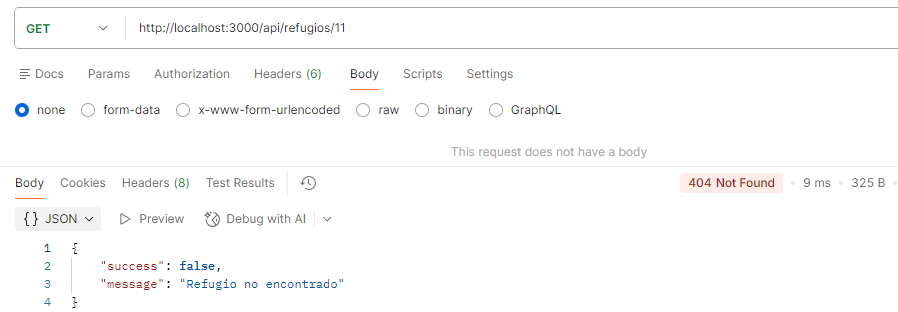 GET http://localhost:3000/api/refugios/11
Docs Params Authorization Headers (6) Body Scripts Settings
none form-data x-www-form-urlencoded raw binary GraphQL
This request does not have a body
Body Cookies Headers (8) Test Results 404 Not Found • 9 ms • 325 B •
{} JSON Preview Debug with AI
1 {
2 "success": false,
3 "message": "Refugio no encontrado"
4 }